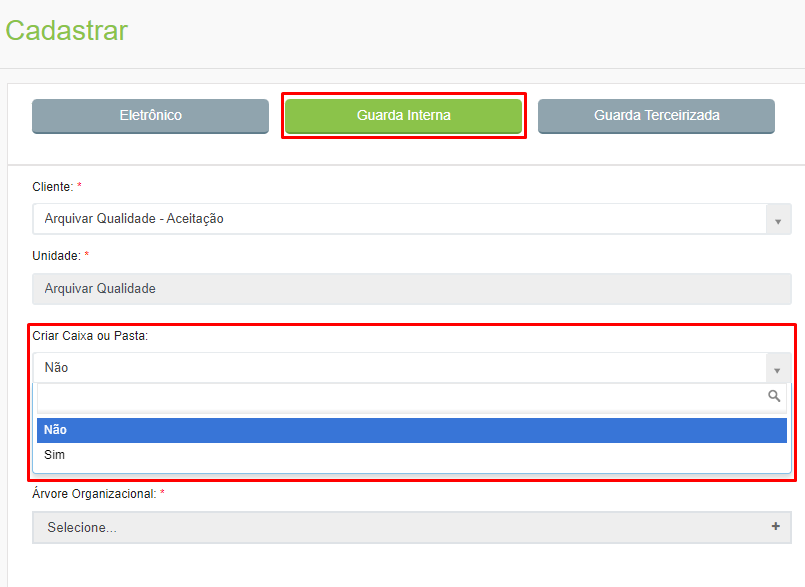 Cadastrar
Eletrônico
Guarda Interna
Guarda Terceirizada
Cliente: *
Arquivar Qualidade - Aceitação
Unidade: *
Arquivar Qualidade
Criar Caixa ou Pasta:
Não
Não
Sim
Árvore Organizacional: *
Selecione...
+